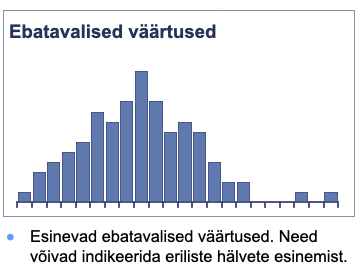 Ebatavalised väärtused
Esinevad ebatavalised väärtused. Need
võivad indikeerida eriliste hälvete esinemist.